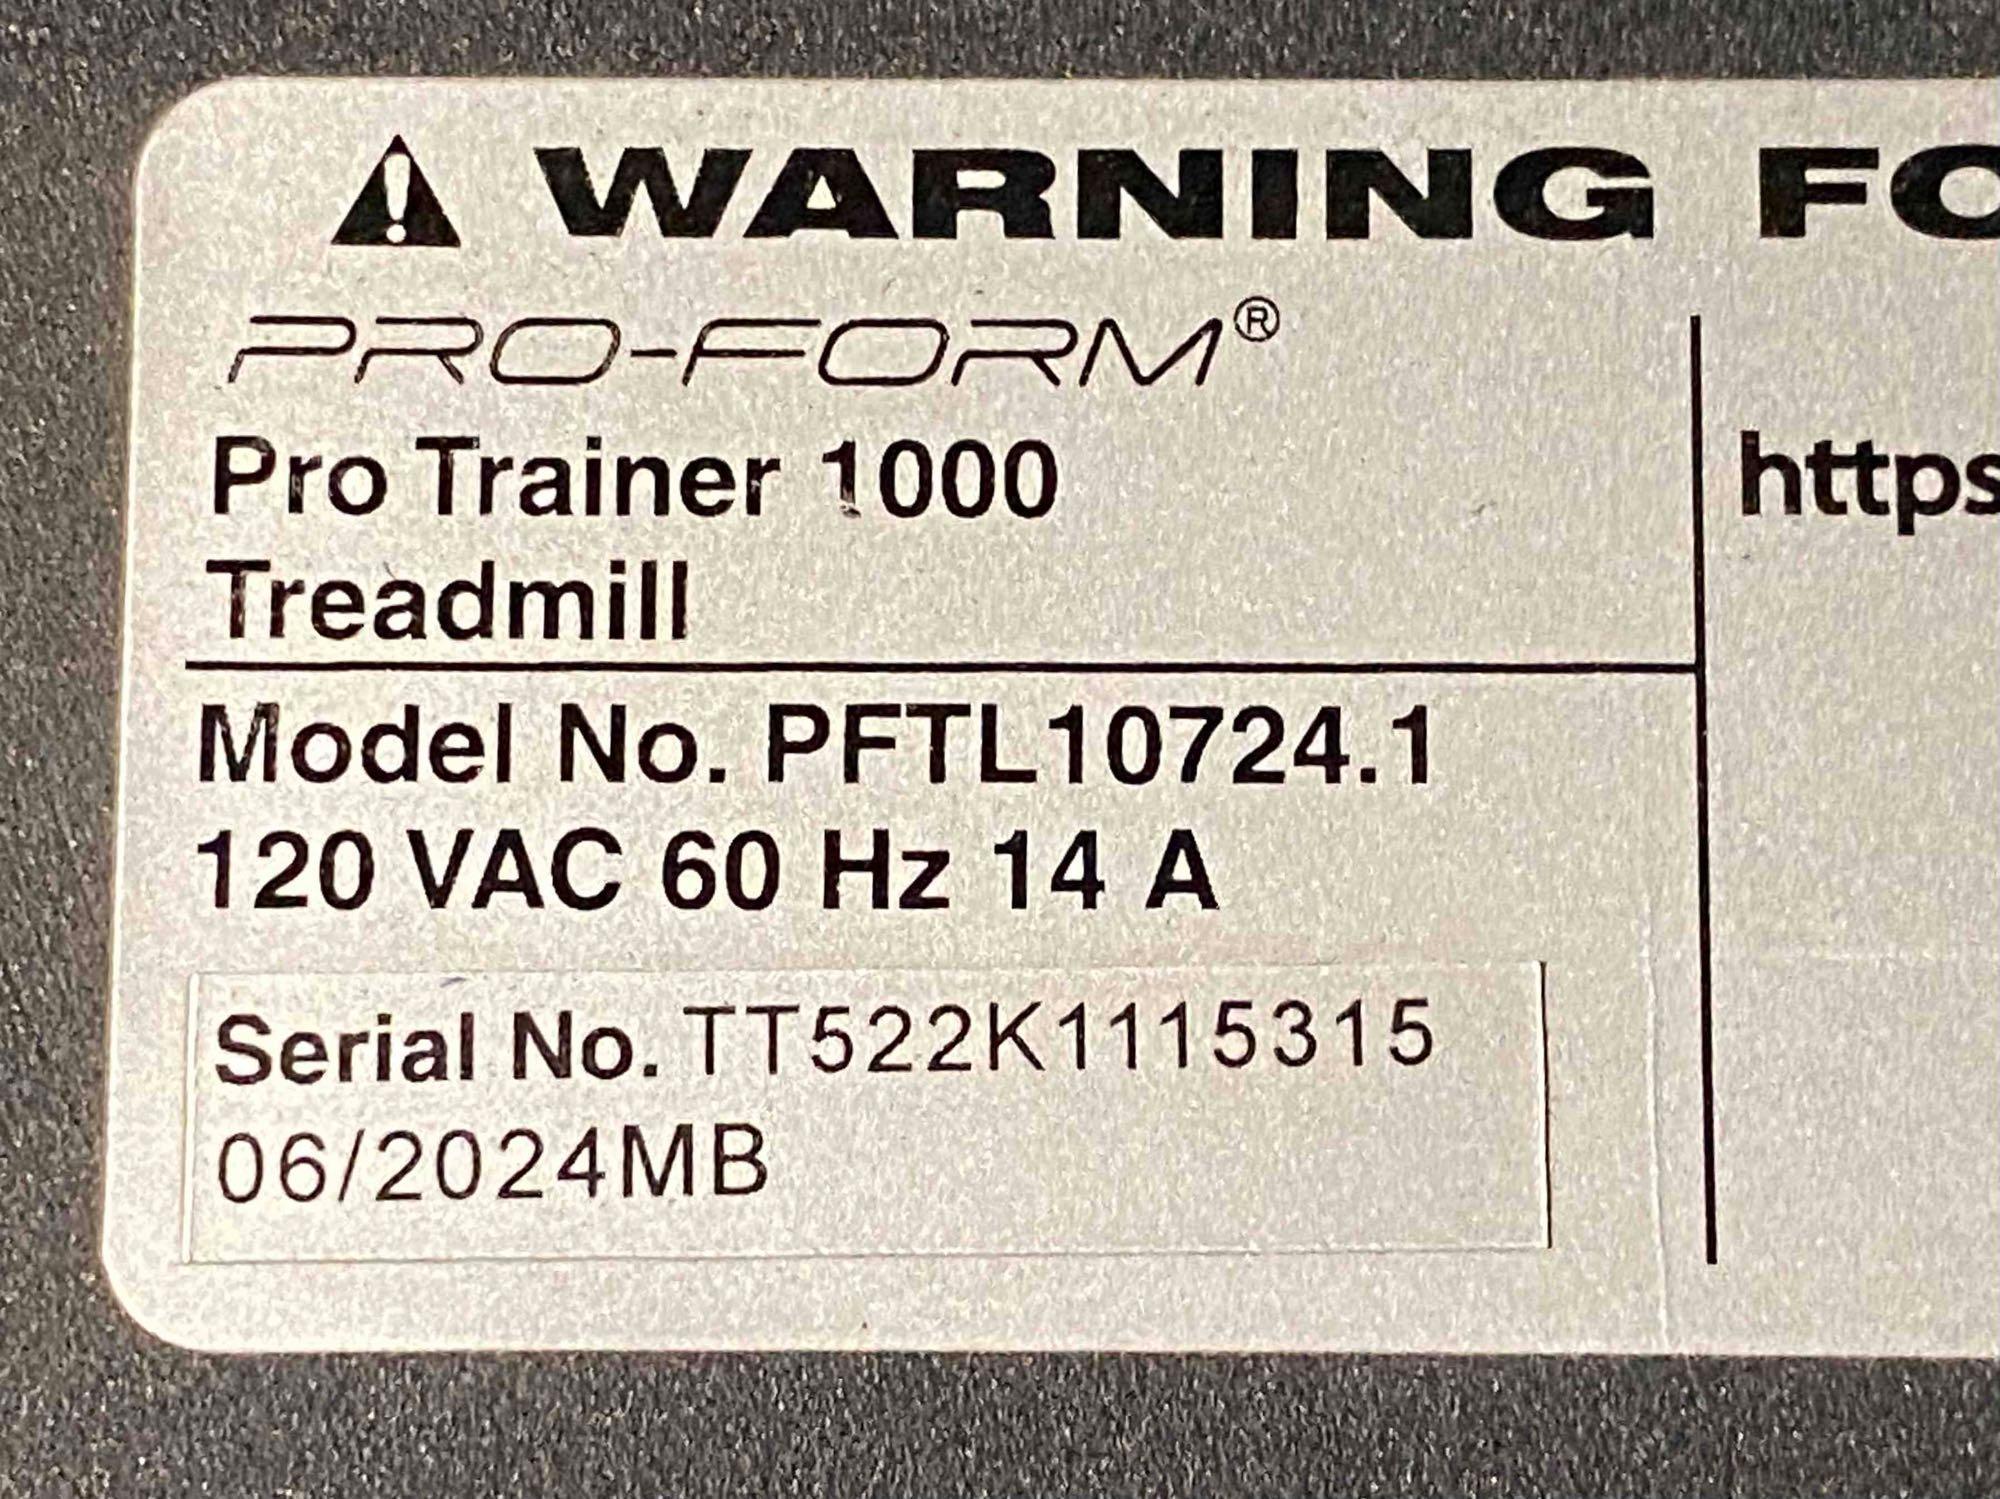 ⚠ WARNING FO
PRO-FORM®
Pro Trainer 1000
Treadmill
https
Model No. PFTL10724.1
120 VAC 60 Hz 14 A
Serial No. TT522K1115315
06/2024MB